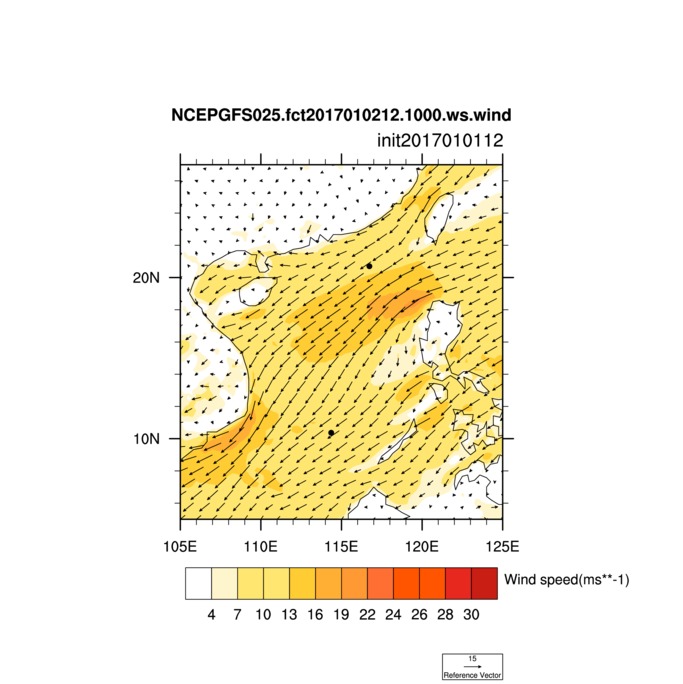 NCEPGFS025.fct2017010212.1000.ws.wind
init2017010112
20N
10N
105E 110E 115E 120E 125E
Wind speed(ms**-1)
4 7 10 13 16 19 22 24 26 28 30
15
Reference Vector